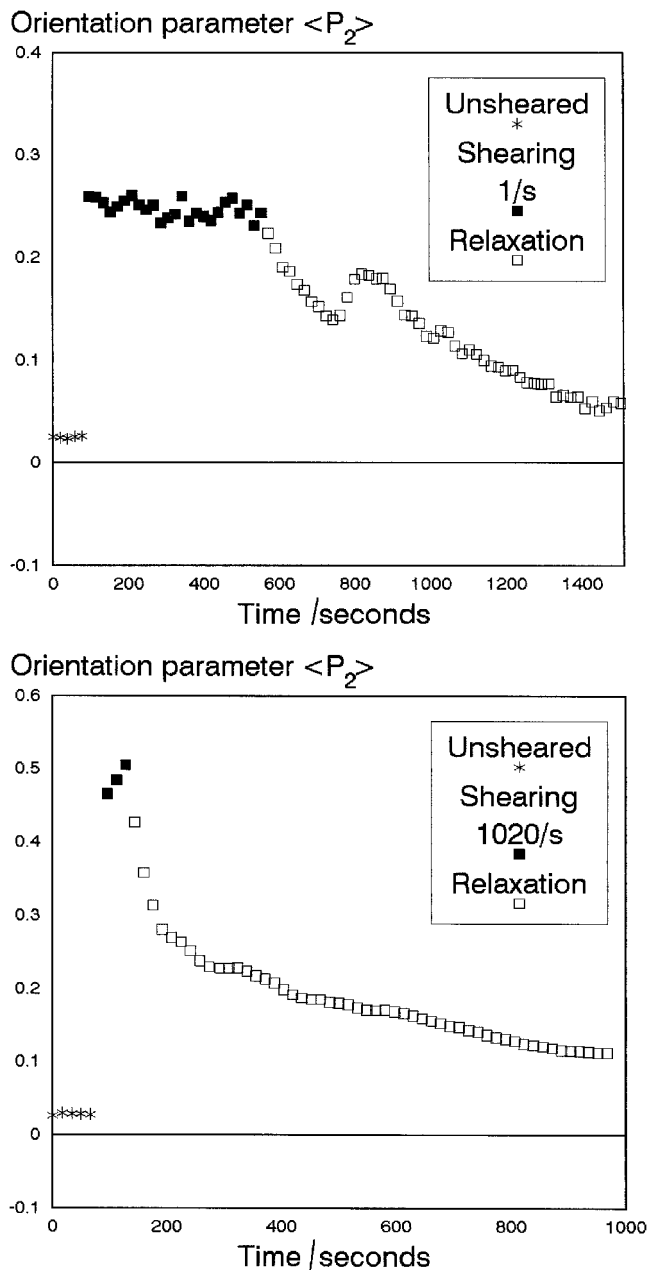 Orientation parameter <P2>
0.4
0.3
0.2
0.1
0
-0.1
Unsheared
Shearing
1/s
Relaxation
0 200 400 600 800 1000 1200 1400
Time /seconds
Orientation parameter <P2>
0.6
0.5
0.4
0.3
0.2
0.1
0
-0.1
Unsheared
Shearing
1020/s
Relaxation
0 200 400 600 800 1000
Time /seconds